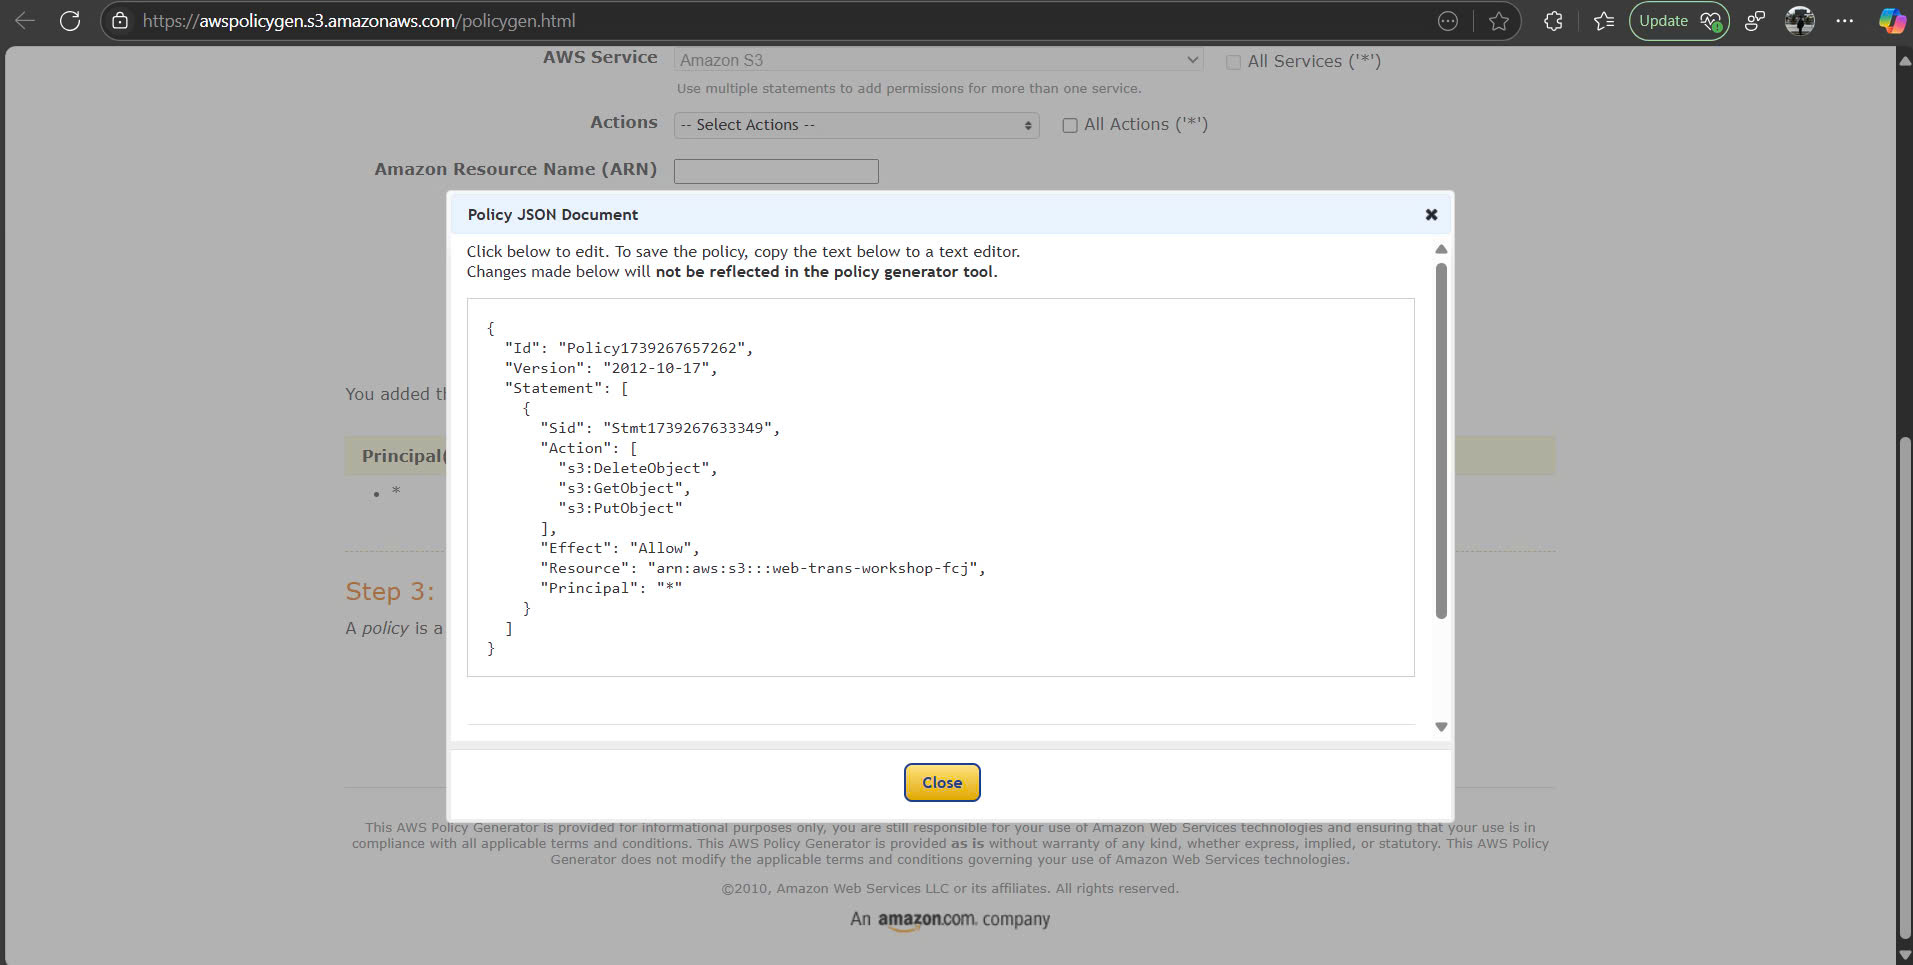 https://awspolicygen.s3.amazonaws.com/policygen.html
Update
AWS Service
Amazon S3
All Services ('*')
Use multiple statements to add permissions for more than one service.
Actions
-- Select Actions --
All Actions ('*')
Amazon Resource Name (ARN)
Policy JSON Document
Click below to edit. To save the policy, copy the text below to a text editor.
Changes made below will not be reflected in the policy generator tool.
{
"Id": "Policy1739267657262",
"Version": "2012-10-17",
"Statement": [
{
"Sid": "Stmt1739267633349",
"Action": [
"s3:DeleteObject",
"s3:GetObject",
"s3:PutObject"
],
"Effect": "Allow",
"Resource": "arn:aws:s3:::web-trans-workshop-fcj",
"Principal": "*"
}
]
}
Close
You added
Principal(
• *
Step 3:
A policy is a
This AWS Policy Generator is provided for informational purposes only, you are still responsible for your use of Amazon Web Services technologies and ensuring that your use is in
compliance with all applicable terms and conditions. This AWS Policy Generator is provided as is without warranty of any kind, whether express, implied, or statutory. This AWS Policy
Generator does not modify the applicable terms and conditions governing your use of Amazon Web Services technologies.
©2010, Amazon Web Services LLC or its affiliates. All rights reserved.
An amazon.com. company